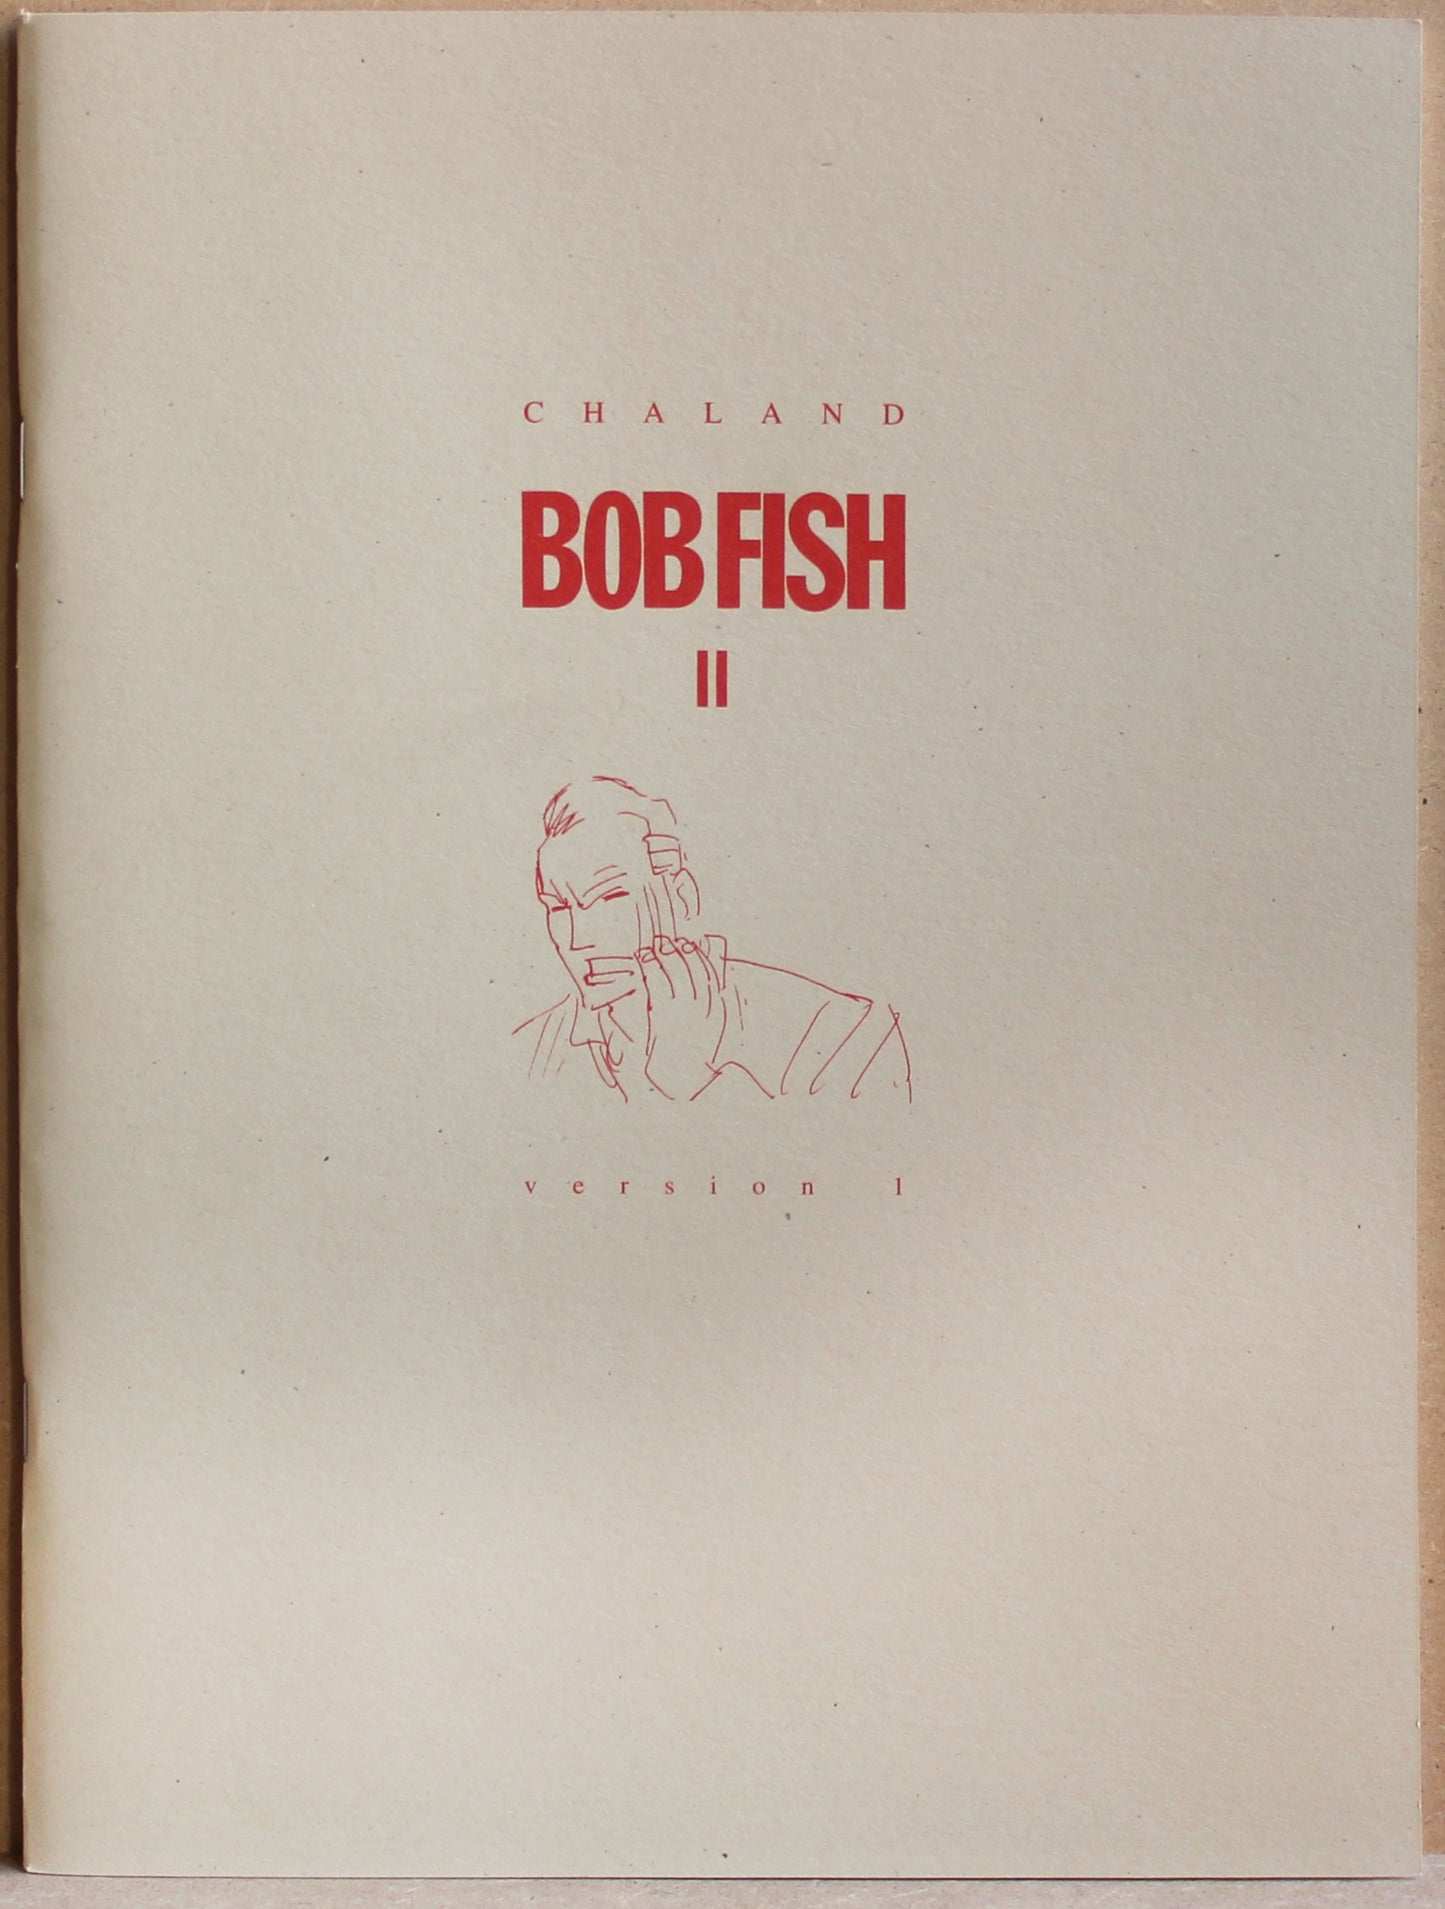 CHALAND
BOB FISH
II
version 1